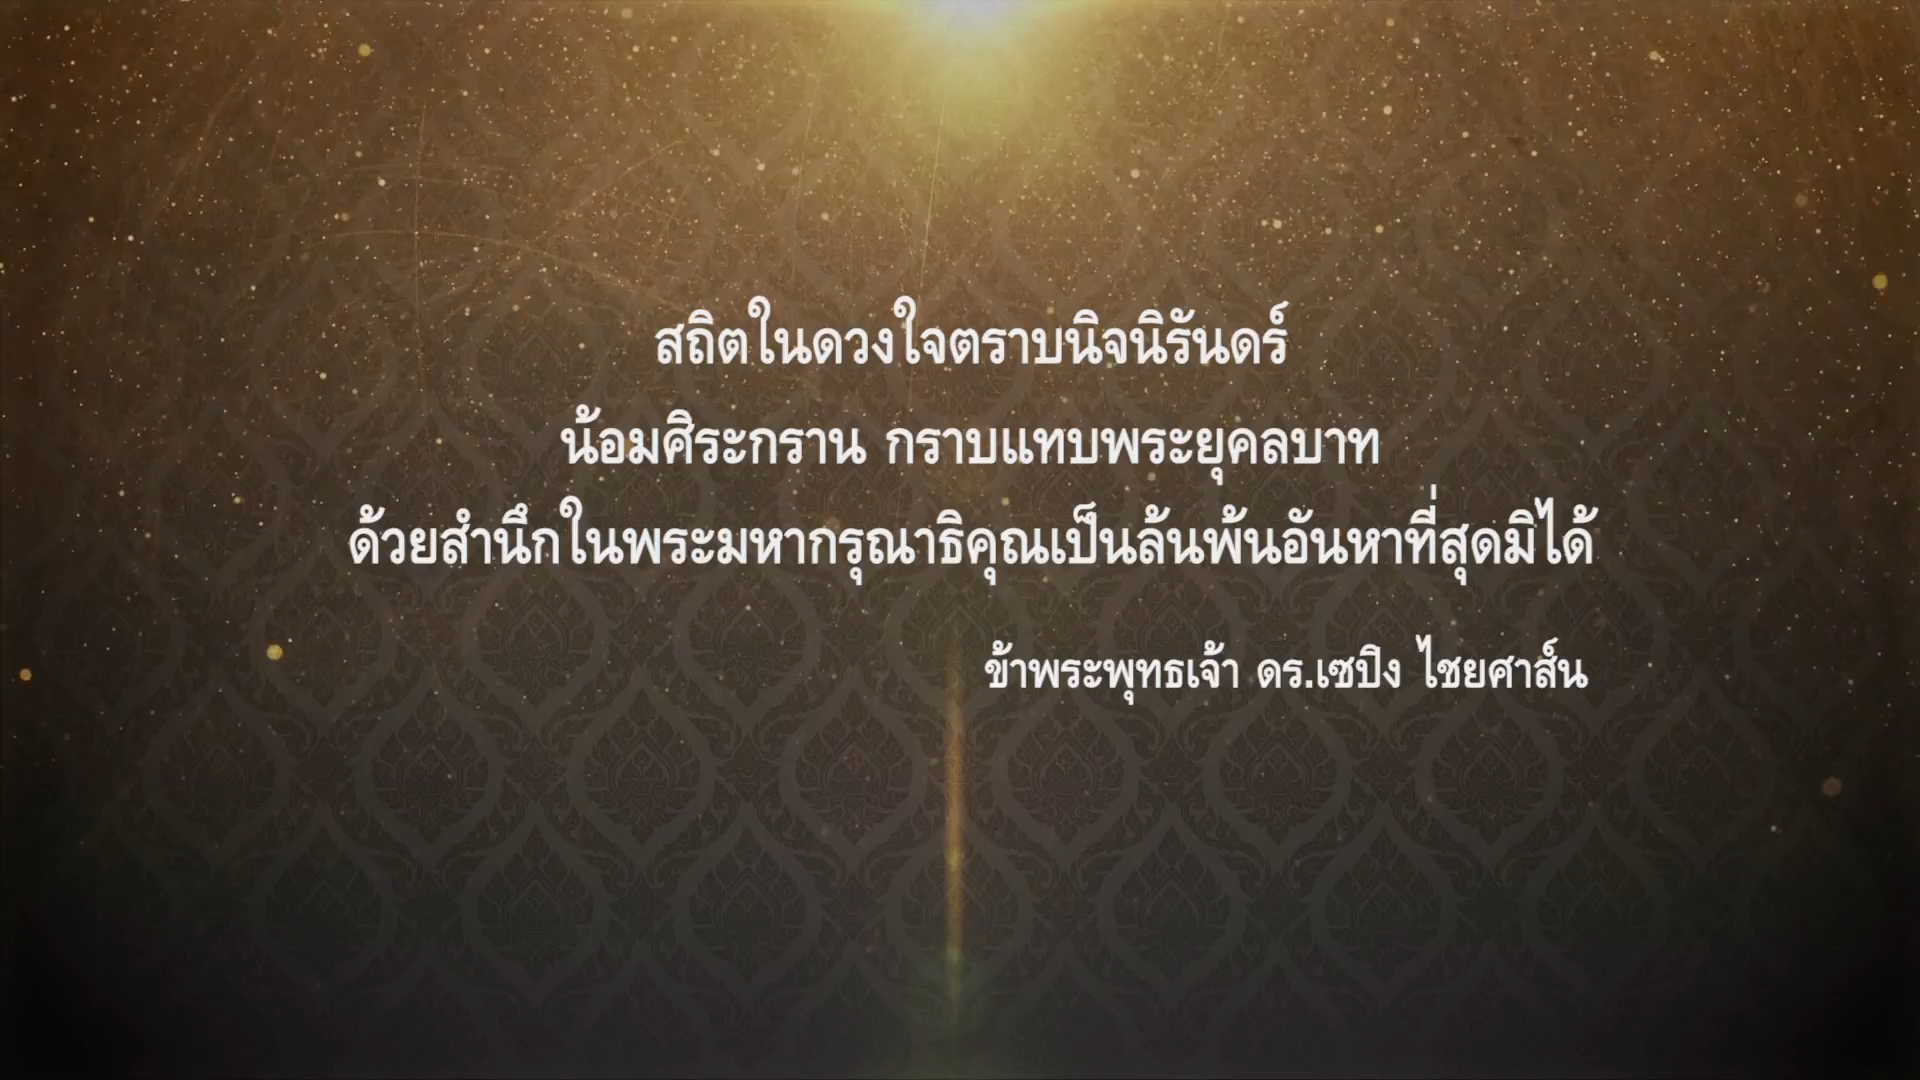 สถิตในดวงใจตราบนิจนิรันดร์
น้อมศิระกราน กราบแทบพระยุคลบาท
ด้วยสำนึกในพระมหากรุณาธิคุณเป็นล้นพ้นอันหาที่สุดมิได้
ข้าพระพุทธเจ้า ดร.เซปิง ไชยศาส์น